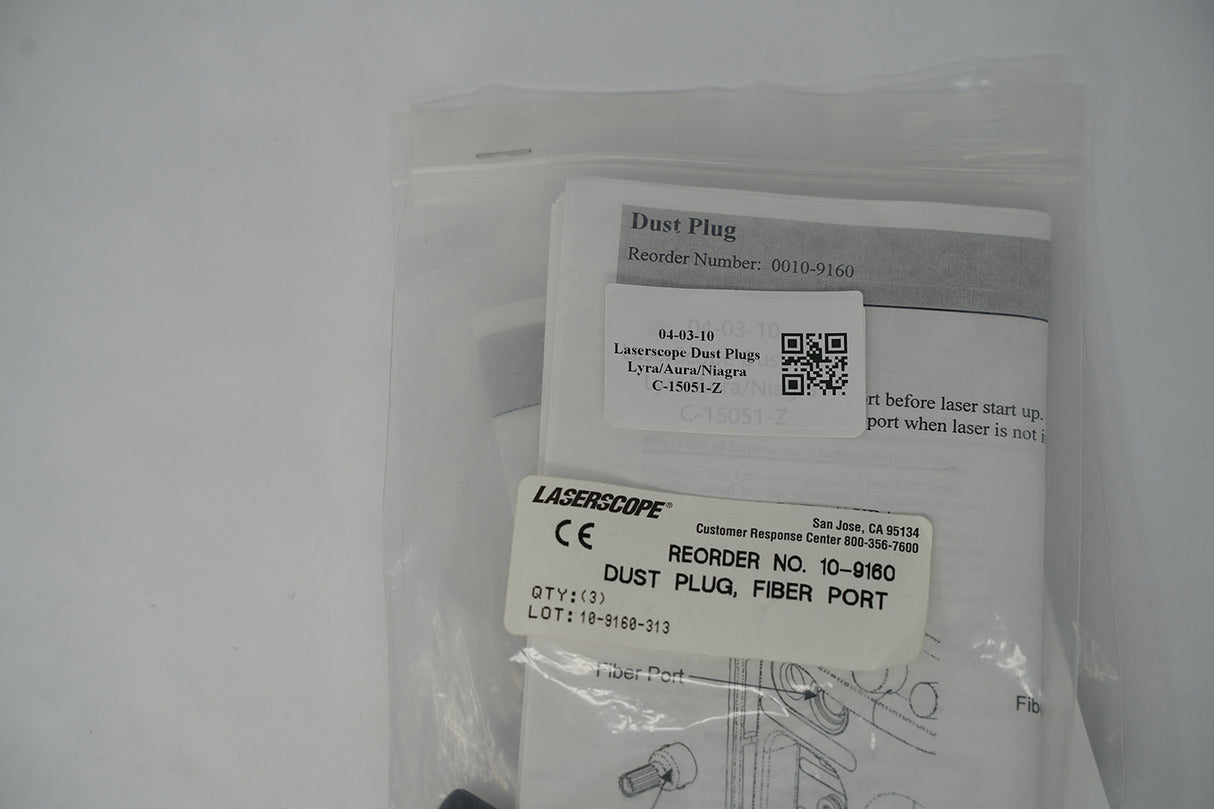 Dust Plug
Reorder Number: 0010-9160
04-03-10
Laserscope Dust Plugs
Lyra/Aura/Niagra
C-15051-Z
C-15051-Z
rt before laser start up.
port when laser is not i
LASERSCOPE®
CE
San Jose, CA 95134
Customer Response Center 800-356-7600
REORDER NO. 10-9160
DUST PLUG, FIBER PORT
QTY:(3)
LOT: 10-9160-313
Fiber Port
Fib